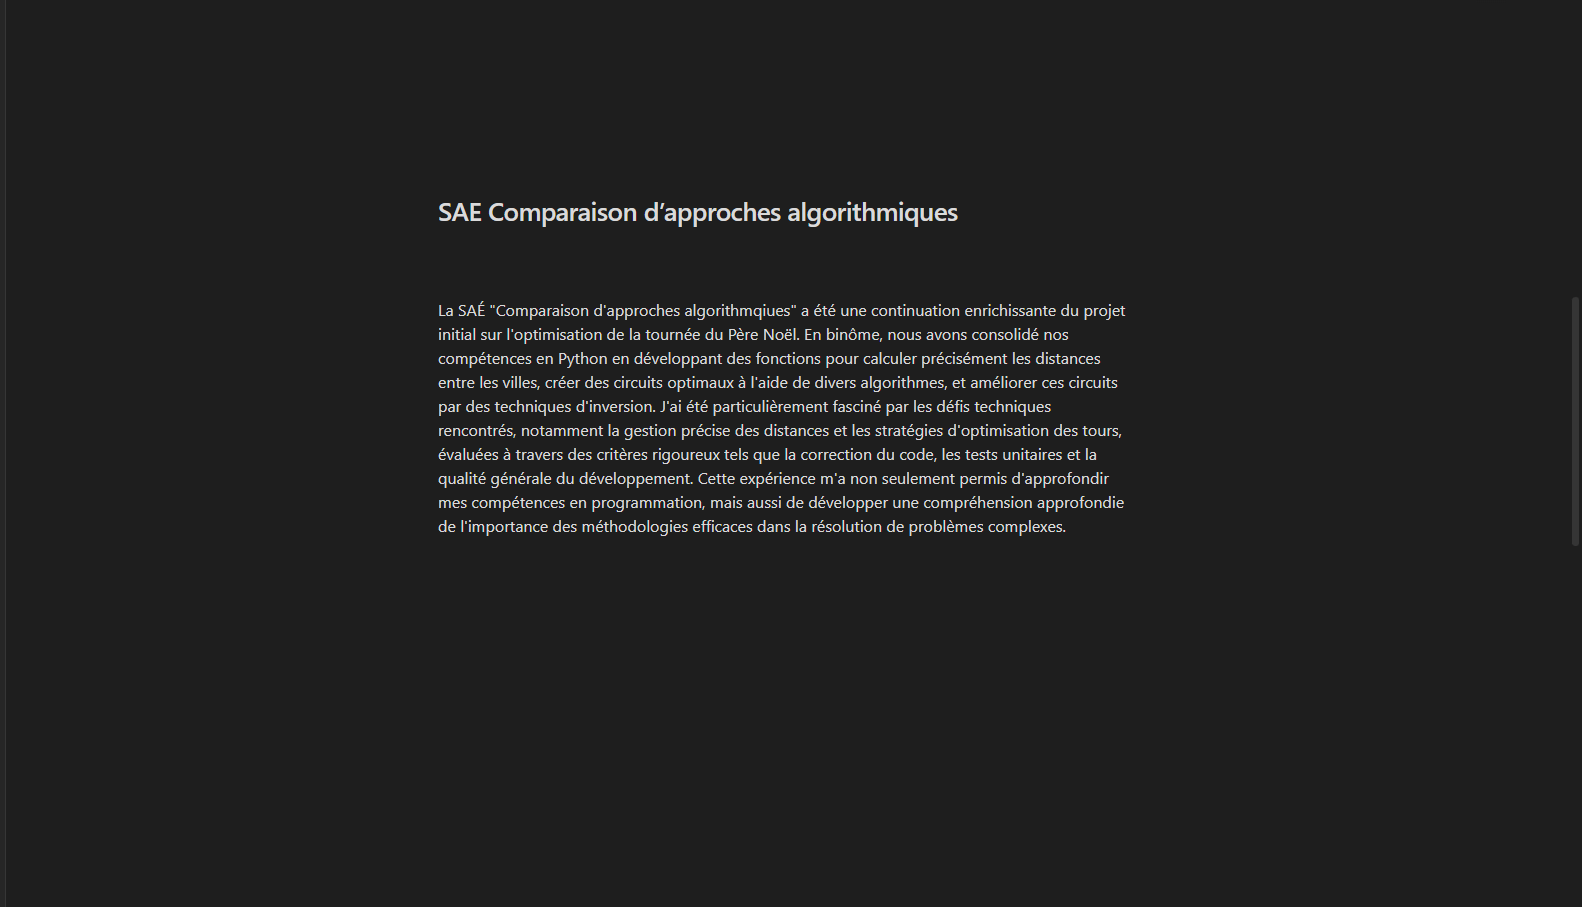 SAE Comparaison d’approches algorithmiques
La SAÉ "Comparaison d'approches algorithmqiues" a été une continuation enrichissante du projet
initial sur l'optimisation de la tournée du Père Noël. En binôme, nous avons consolidé nos
compétences en Python en développant des fonctions pour calculer précisément les distances
entre les villes, créer des circuits optimaux à l'aide de divers algorithmes, et améliorer ces circuits
par des techniques d'inversion. J'ai été particulièrement fasciné par les défis techniques
rencontrés, notamment la gestion précise des distances et les stratégies d'optimisation des tours,
évaluées à travers des critères rigoureux tels que la correction du code, les tests unitaires et la
qualité générale du développement. Cette expérience m'a non seulement permis d'approfondir
mes compétences en programmation, mais aussi de développer une compréhension approfondie
de l'importance des méthodologies efficaces dans la résolution de problèmes complexes.